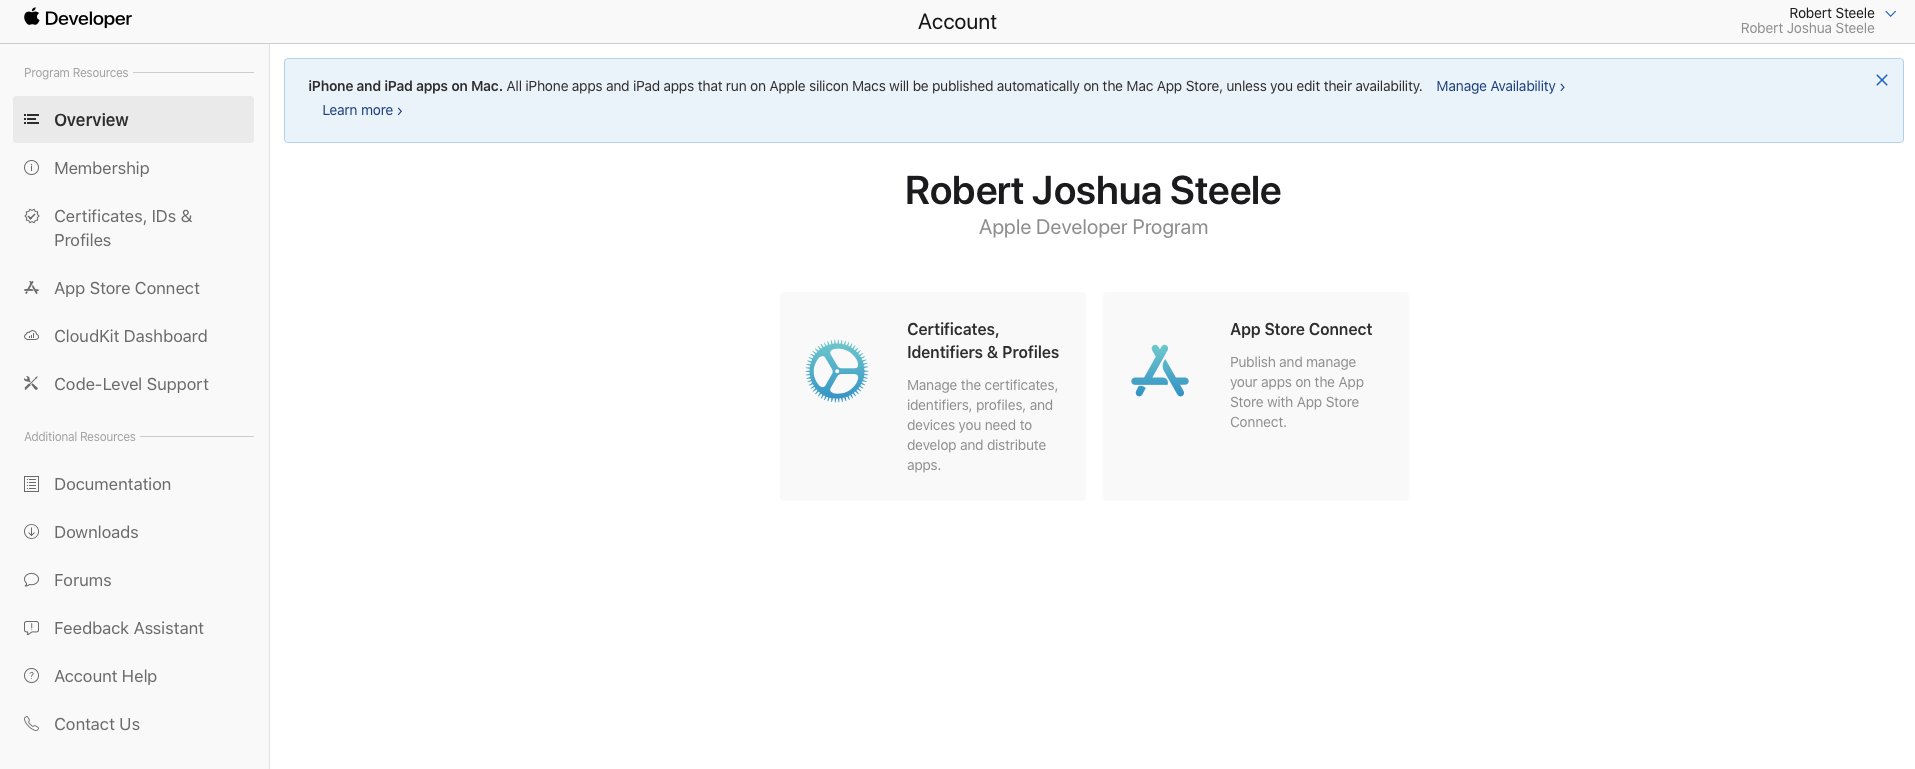 Developer
Account
Robert Steele
Robert Joshua Steele
Program Resources
Overview
Membership
Certificates, IDs &
Profiles
App Store Connect
CloudKit Dashboard
Code-Level Support
Additional Resources
Documentation
Downloads
Forums
Feedback Assistant
Account Help
Contact Us
iPhone and iPad apps on Mac. All iPhone apps and iPad apps that run on Apple silicon Macs will be published automatically on the Mac App Store, unless you edit their availability. Manage Availability ›
Learn more ›
Robert Joshua Steele
Apple Developer Program
Certificates,
Identifiers & Profiles
Manage the certificates,
identifiers, profiles, and
devices you need to
develop and distribute
apps.
App Store Connect
Publish and manage
your apps on the App
Store with App Store
Connect.